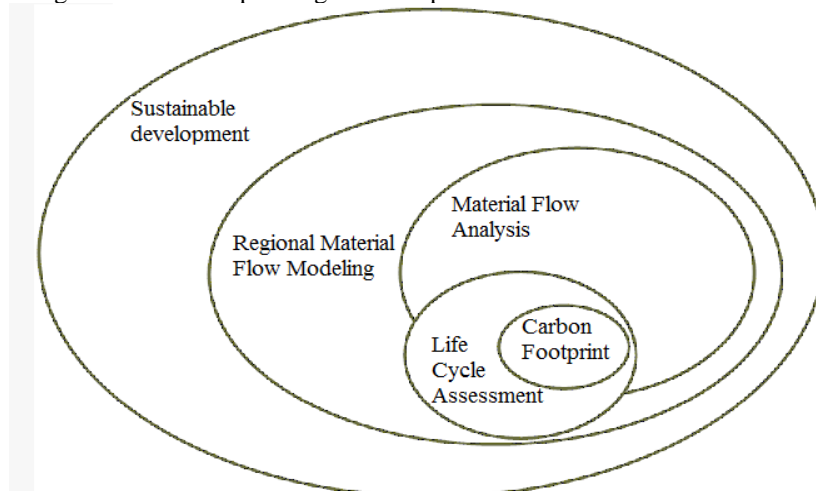 Sustainable
development
Material Flow
Analysis
Regional Material
Flow Modeling
Carbon
Footprint
Life
Cycle
Assessment